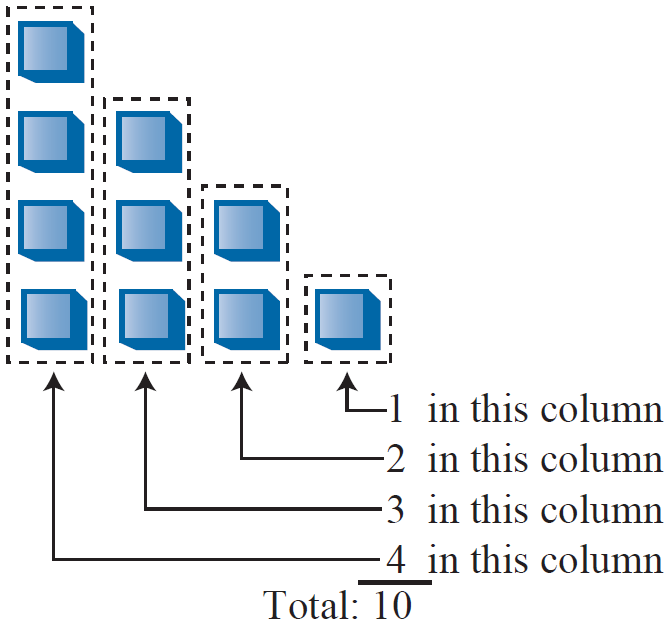 1 in this column
2 in this column
3 in this column
4 in this column
Total: 10